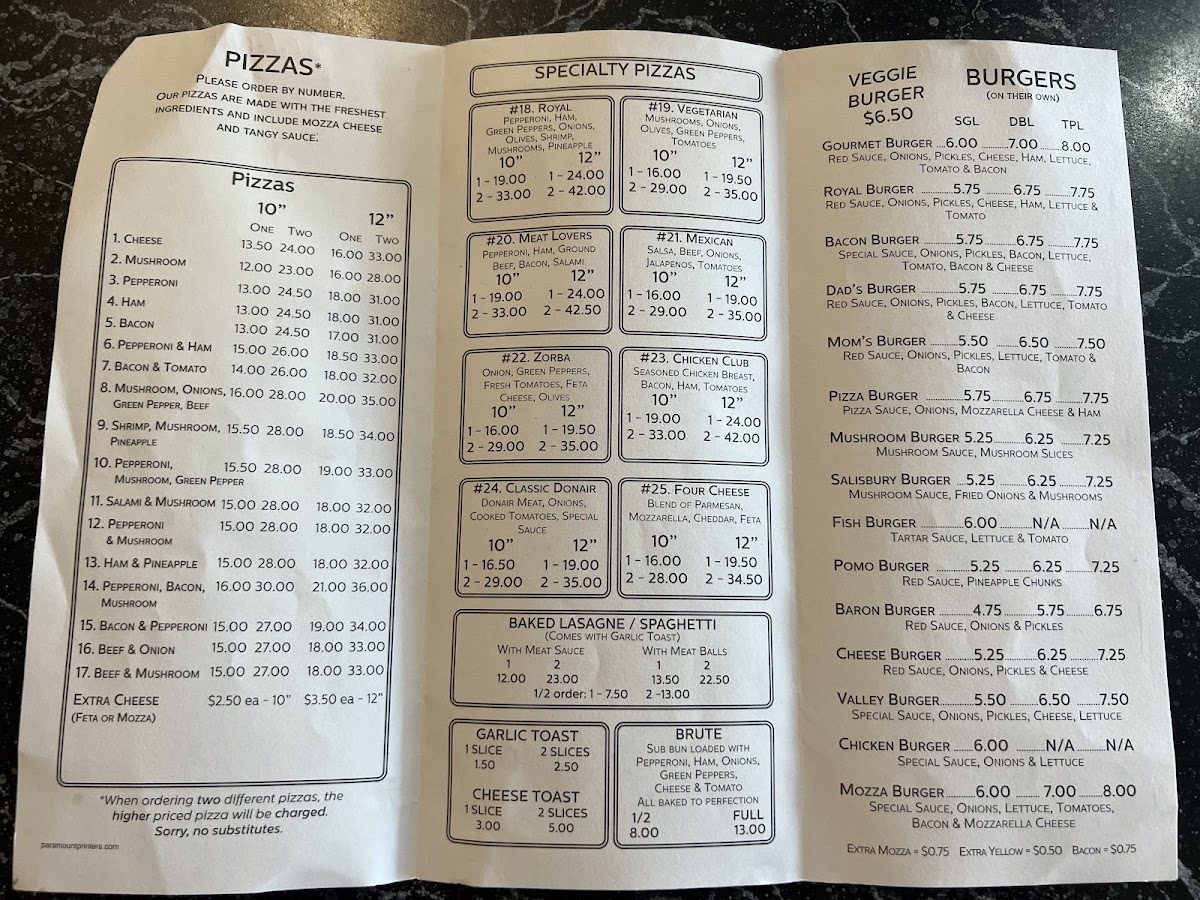 PIZZAS*
PLEASE ORDER BY NUMBER.
OUR PIZZAS ARE MADE WITH THE FRESHEST
INGREDIENTS AND INCLUDE MOZZA CHEESE
AND TANGY SAUCE.
Pizzas
10" 12"
ONE TWO ONE TWO
1. CHEESE 13.50 24.00 16.00 33.00
2. MUSHROOM 12.00 23.00 16.00 28.00
3. PEPPERONI 13.00 24.50 18.00 31.00
4. HAM 13.00 24.50 18.00 31.00
5. BACON 13.00 24.50 17.00 31.00
6. PEPPERONI & HAM 15.00 26.00 18.50 33.00
7. BACON & TOMATO 14.00 26.00 18.00 32.00
8. MUSHROOM, ONIONS, 16.00 28.00 20.00 35.00
GREEN PEPPER, BEEF
9. SHRIMP, MUSHROOM, 15.50 28.00 18.50 34.00
PINEAPPLE
10. PEPPERONI, 15.50 28.00 19.00 33.00
MUSHROOM, GREEN PEPPER
11. SALAMI & MUSHROOM 15.00 28.00 18.00 32.00
12. PEPPERONI 15.00 28.00 18.00 32.00
& MUSHROOM
13. HAM & PINEAPPLE 15.00 28.00 18.00 32.00
14. PEPPERONI, BACON, 16.00 30.00 21.00 36.00
MUSHROOM
15. BACON & PEPPERONI 15.00 27.00 19.00 34.00
16. BEEF & ONION 15.00 27.00 18.00 33.00
17. BEEF & MUSHROOM 15.00 27.00 18.00 33.00
EXTRA CHEESE $2.50 ea - 10" $3.50 ea - 12"
(FETA OR MOZZA)
*When ordering two different pizzas, the
higher priced pizza will be charged.
Sorry, no substitutes.
paramountprinters.com
SPECIALTY PIZZAS
#18. ROYAL
PEPPERONI, HAM,
GREEN PEPPERS, ONIONS,
OLIVES, SHRIMP,
MUSHROOMS, PINEAPPLE
10" 12"
1 - 19.00 1 - 24.00
2 - 33.00 2 - 42.00
#19. VEGETARIAN
MUSHROOMS, ONIONS,
OLIVES, GREEN PEPPERS,
TOMATOES
10" 12"
1 - 16.00 1 - 19.50
2 - 29.00 2 - 35.00
#20. MEAT LOVERS
PEPPERONI, HAM, GROUND
BEEF, BACON, SALAMI
10" 12"
1 - 19.00 1 - 24.00
2 - 33.00 2 - 42.50
#21. MEXICAN
SALSA, BEEF, ONIONS,
JALAPENOS, TOMATOES
10" 12"
1 - 16.00 1 - 19.00
2 - 29.00 2 - 35.00
#22. ZORBA
ONION, GREEN PEPPERS,
FRESH TOMATOES, FETA
CHEESE, OLIVES
10" 12"
1 - 16.00 1 - 19.50
2 - 29.00 2 - 35.00
#23. CHICKEN CLUB
SEASONED CHICKEN BREAST,
BACON, HAM, TOMATOES
10" 12"
1 - 19.00 1 - 24.00
2 - 33.00 2 - 42.00
#24. CLASSIC DONAIR
DONAIR MEAT, ONIONS,
COOKED TOMATOES, SPECIAL
SAUCE
10" 12"
1 - 16.50 1 - 19.00
2 - 29.00 2 - 35.00
#25. FOUR CHEESE
BLEND OF PARMESAN,
MOZZARELLA, CHEDDAR, FETA
10" 12"
1 - 16.00 1 - 19.50
2 - 28.00 2 - 34.50
BAKED LASAGNE / SPAGHETTI
(COMES WITH GARLIC TOAST)
WITH MEAT SAUCE WITH MEAT BALLS
1 2 1 2
12.00 23.00 13.50 22.50
1/2 order: 1 - 7.50 2 -13.00
GARLIC TOAST
1 SLICE 2 SLICES
1.50 2.50
CHEESE TOAST
1 SLICE 2 SLICES
3.00 5.00
BRUTE
SUB BUN LOADED WITH
PEPPERONI, HAM, ONIONS,
GREEN PEPPERS,
CHEESE & TOMATO
ALL BAKED TO PERFECTION
1/2 FULL
8.00 13.00
VEGGIE
BURGER
$6.50
BURGERS
(ON THEIR OWN)
SGL DBL TPL
GOURMET BURGER ...6.00 ..........7.00 .......8.00
RED SAUCE, ONIONS, PICKLES, CHEESE, HAM, LETTUCE,
TOMATO & BACON
ROYAL BURGER ..........5.75 ..........6.75 ........7.75
RED SAUCE, ONIONS, PICKLES, CHEESE, HAM, LETTUCE &
TOMATO
BACON BURGER ..........5.75 ..........6.75 ........7.75
SPECIAL SAUCE, ONIONS, PICKLES, BACON, LETTUCE,
TOMATO, BACON & CHEESE
DAD'S BURGER ...........5.75 ..........6.75 ........7.75
RED SAUCE, ONIONS, PICKLES, BACON, LETTUCE, TOMATO
& CHEESE
MOM'S BURGER .........5.50 ..........6.50 ........7.50
RED SAUCE, ONIONS, PICKLES, LETTUCE, TOMATO &
BACON
PIZZA BURGER ............5.75..........6.75 ........7.75
PIZZA SAUCE, ONIONS, MOZZARELLA CHEESE & HAM
MUSHROOM BURGER 5.25..........6.25 ........7.25
MUSHROOM SAUCE, MUSHROOM SLICES
SALISBURY BURGER ....5.25 ..........6.25 ........7.25
MUSHROOM SAUCE, FRIED ONIONS & MUSHROOMS
FISH BURGER ..............6.00 ..........N/A ........N/A
TARTAR SAUCE, LETTUCE & TOMATO
POMO BURGER ...........5.25 ..........6.25 ........7.25
RED SAUCE, PINEAPPLE CHUNKS
BARON BURGER ..........4.75 ..........5.75 ........6.75
RED SAUCE, ONIONS & PICKLES
CHEESE BURGER .........5.25 ..........6.25 ........7.25
RED SAUCE, ONIONS, PICKLES & CHEESE
VALLEY BURGER..........5.50 ..........6.50 ........7.50
SPECIAL SAUCE, ONIONS, PICKLES, CHEESE, LETTUCE
CHICKEN BURGER ......6.00 ..........N/A ........N/A
SPECIAL SAUCE, ONIONS & LETTUCE
MOZZA BURGER..........6.00 .......... 7.00 ........8.00
SPECIAL SAUCE, ONIONS, LETTUCE, TOMATOES,
BACON & MOZZARELLA CHEESE
EXTRA MOZZA = $0.75 EXTRA YELLOW = $0.50 BACON = $0.75